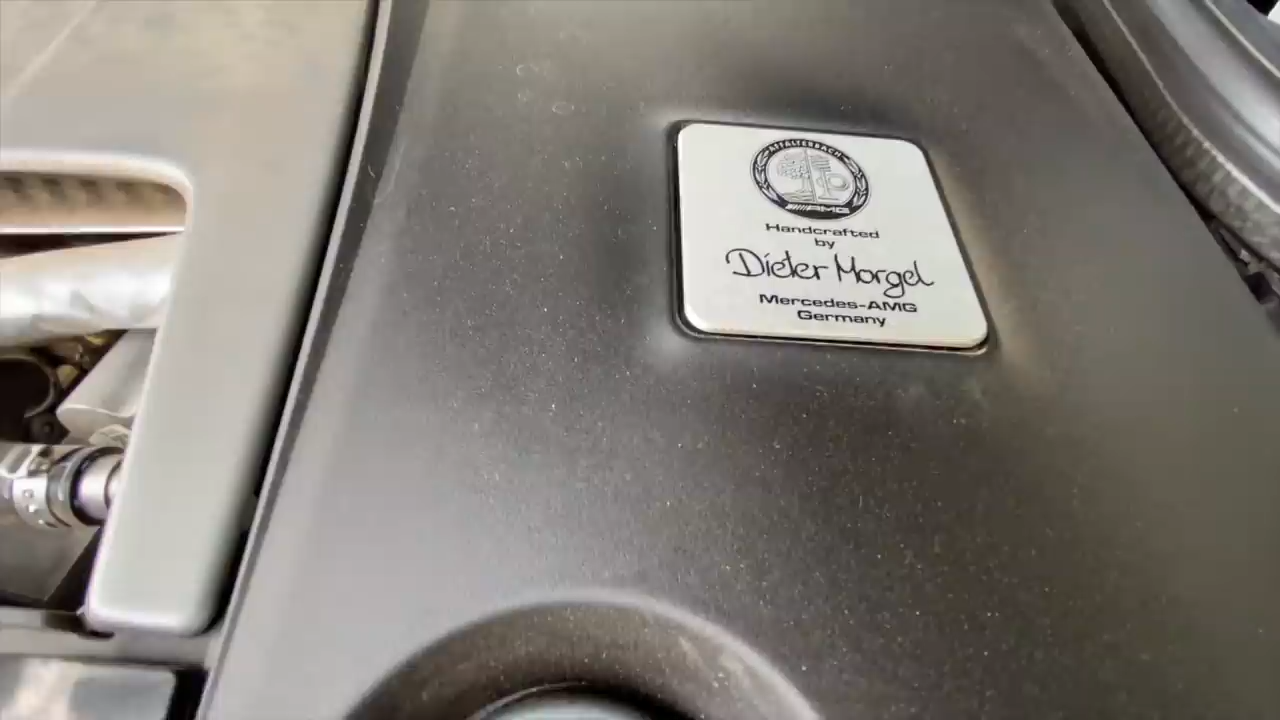 AFFALTERBACH
AMG
Handcrafted
by
Dieter Morgel
Mercedes-AMG
Germany